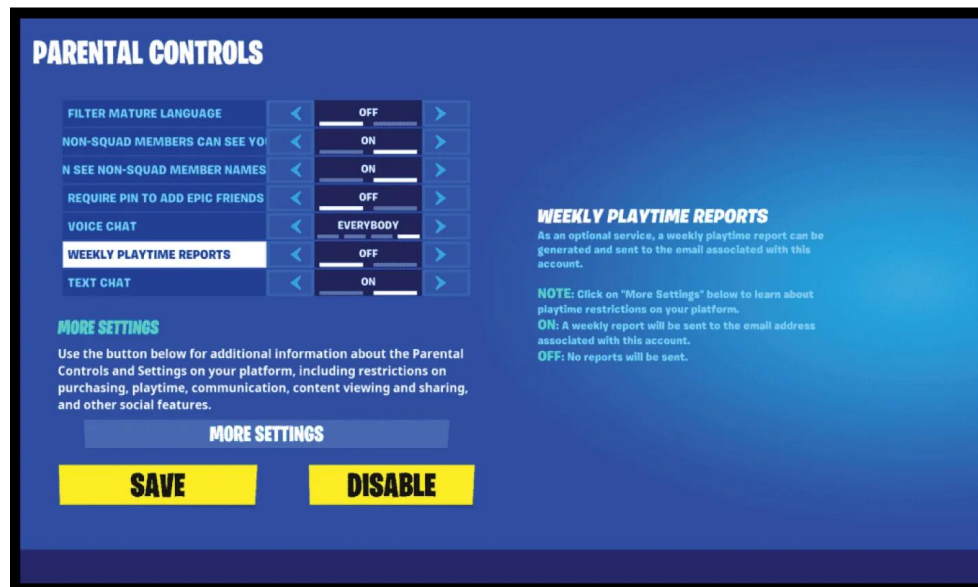 PARENTAL CONTROLS
FILTER MATURE LANGUAGE OFF
NON-SQUAD MEMBERS CAN SEE YO ON
N SEE NON-SQUAD MEMBER NAMES ON
REQUIRE PIN TO ADD EPIC FRIENDS OFF
VOICE CHAT EVERYBODY
WEEKLY PLAYTIME REPORTS OFF
TEXT CHAT ON
MORE SETTINGS
Use the button below for additional information about the Parental
Controls and Settings on your platform, including restrictions on
purchasing, playtime, communication, content viewing and sharing,
and other social features.
MORE SETTINGS
SAVE
DISABLE
WEEKLY PLAYTIME REPORTS
As an optional service, a weekly playtime report can be
generated and sent to the email associated with this
account.
NOTE: Click on "More Settings" below to learn about
playtime restrictions on your platform.
ON: A weekly report will be sent to the email address
associated with this account.
OFF: No reports will be sent.